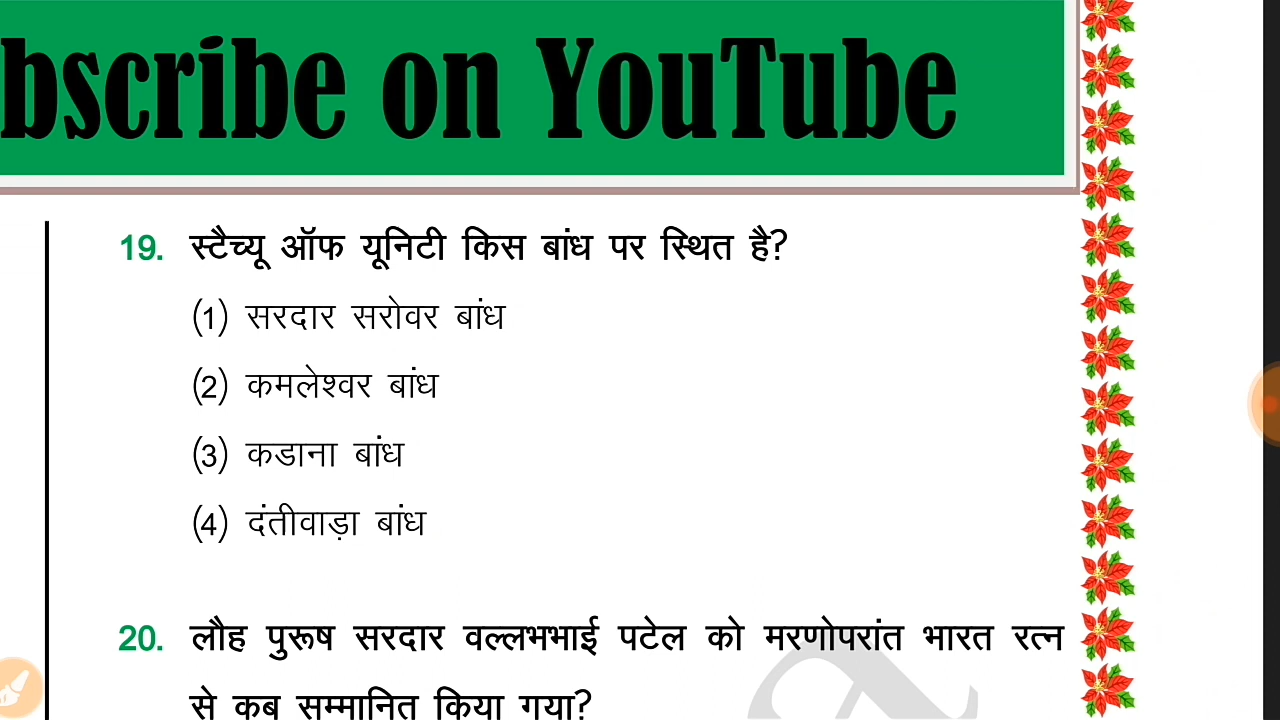 bscribe on YouTube
19. स्टैच्यू ऑफ यूनिटी किस बांध पर स्थित है?
(1) सरदार सरोवर बांध
(2) कमलेश्वर बांध
(3) कडाना बांध
(4) दंतीवाड़ा बांध
20. लौह पुरूष सरदार वल्लभभाई पटेल को मरणोपरांत भारत रत्न
से कब सम्मानित किया गया?